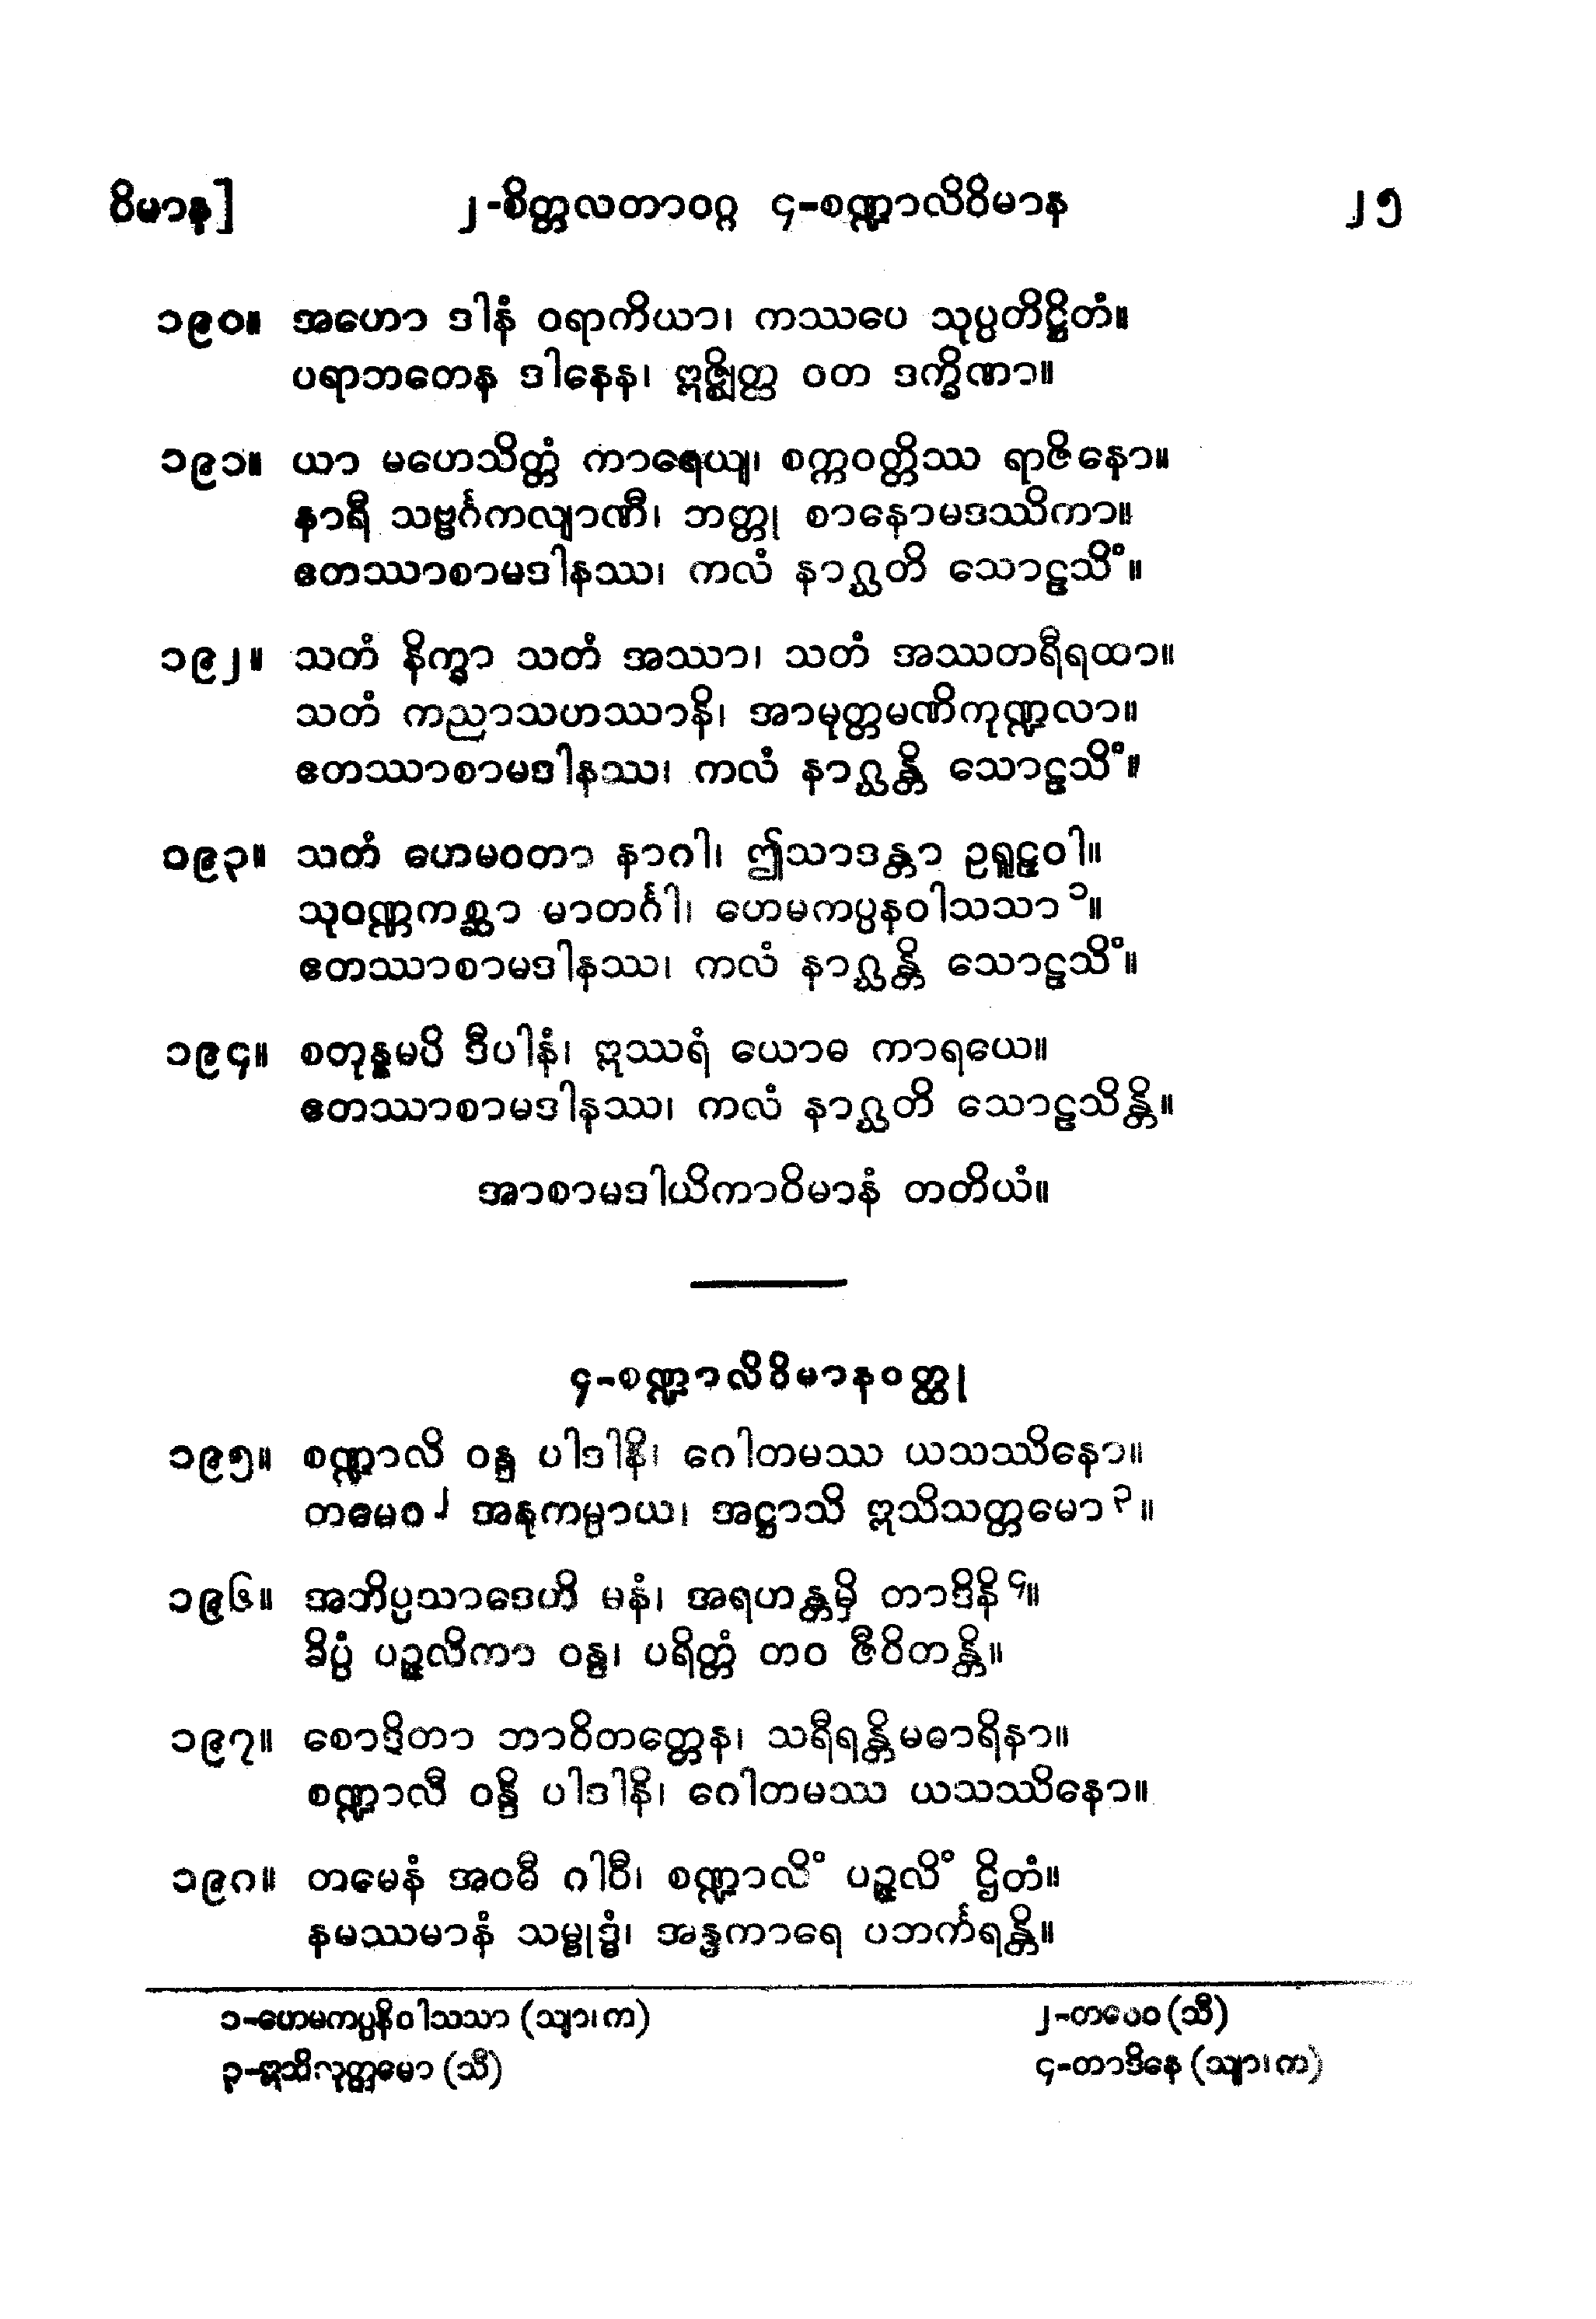 ဝိမာန]    ၂-စိတ္တလတာဝဂ္ဂ  ၄-စဏ္ဍာလိဝိမာန    ၂၅
၁၉၀။ အဟော ဒါနံ ဝရာကိယာ၊ ကဿပေ သုပ္ပတိဋ္ဌိတံ။
ပရာဘတေန ဒါနေန၊ ဣဇ္ဈိတ္ထ ဝတ ဒက္ခိဏာ။
၁၉၁။ ယာ မဟေသိတ္တံ ကာရေယျ၊ စက္ကဝတ္တိဿ ရာဇိနော။
နာရီ သဗ္ဗင်္ဂကလျာဏီ၊ ဘတ္တု စာနောမဒဿိကာ။
ဧတဿာစာမဒါနဿ၊ ကလံ နာဂ္ဃတိ သောဠသိံ။
၁၉၂။ သတံ နိက္ခာ သတံ အဿာ၊ သတံ အဿတရီရထာ။
သတံ ကညာသဟဿာနိ၊ အာမုတ္တမဏိကုဏ္ဍလာ။
ဧတဿာစာမဒါနဿ၊ ကလံ နာဂ္ဃန္တိ သောဠသိံ။
၁၉၃။ သတံ ဟေမဝတာ နာဂါ၊ ဤသာဒန္တာ ဥရူဠှဝါ။
သုဝဏ္ဏကစ္ဆာ မာတင်္ဂါ၊ ဟေမကပ္ပနဝါသသာ ၁။
ဧတဿာစာမဒါနဿ၊ ကလံ နာဂ္ဃန္တိ သောဠသိံ။
၁၉၄။ စတုန္နမပိ ဒီပါနံ၊ ဣဿရံ ယောဓ ကာရယေ။
ဧတဿာစာမဒါနဿ၊ ကလံ နာဂ္ဃတိ သောဠသိန္တိ။
အာစာမဒါယိကာဝိမာနံ တတိယံ။
၄-စဏ္ဍာလိဝိမာနဝတ္ထု
၁၉၅။ စဏ္ဍာလိ ဝန္ဒ ပါဒါနိ၊ ဂေါတမဿ ယသဿိနော။
တမေဝ ၂ အနုကမ္ပာယ၊ အဋ္ဌာသိ ဣသိသတ္တမော ၃။
၁၉၆။ အဘိပ္ပသာဒေဟိ မနံ၊ အရဟန္တမှိ တာဒိနိ ၄။
ခိပ္ပံ ပဉ္ဇလိကာ ဝန္ဒ၊ ပရိတ္တံ တဝ ဇီဝိတန္တိ။
၁၉၇။ စောဒိတာ ဘာဝိတတ္တေန၊ သရီရန္တိမဓာရိနာ။
စဏ္ဍာလီ ဝန္ဒိ ပါဒါနိ၊ ဂေါတမဿ ယသဿိနော။
၁၉၈။ တမေနံ အဝဓီ ဂါဝီ၊ စဏ္ဍာလိံ ပဉ္ဇလိံ ဌိတံ။
နမဿမာနံ သမ္ဗုဒ္ဓံ၊ အန္ဓကာရေ ပဘင်္ကရန္တိ။
၁-ဟေမကပ္ပနိဝါသသာ (သျာ၊ က)    ၂-တမေဝ (သီ)
၃-ဣသိလုတ္တမော (သီ)    ၄-တာဒိနေ (သျာ၊ က)